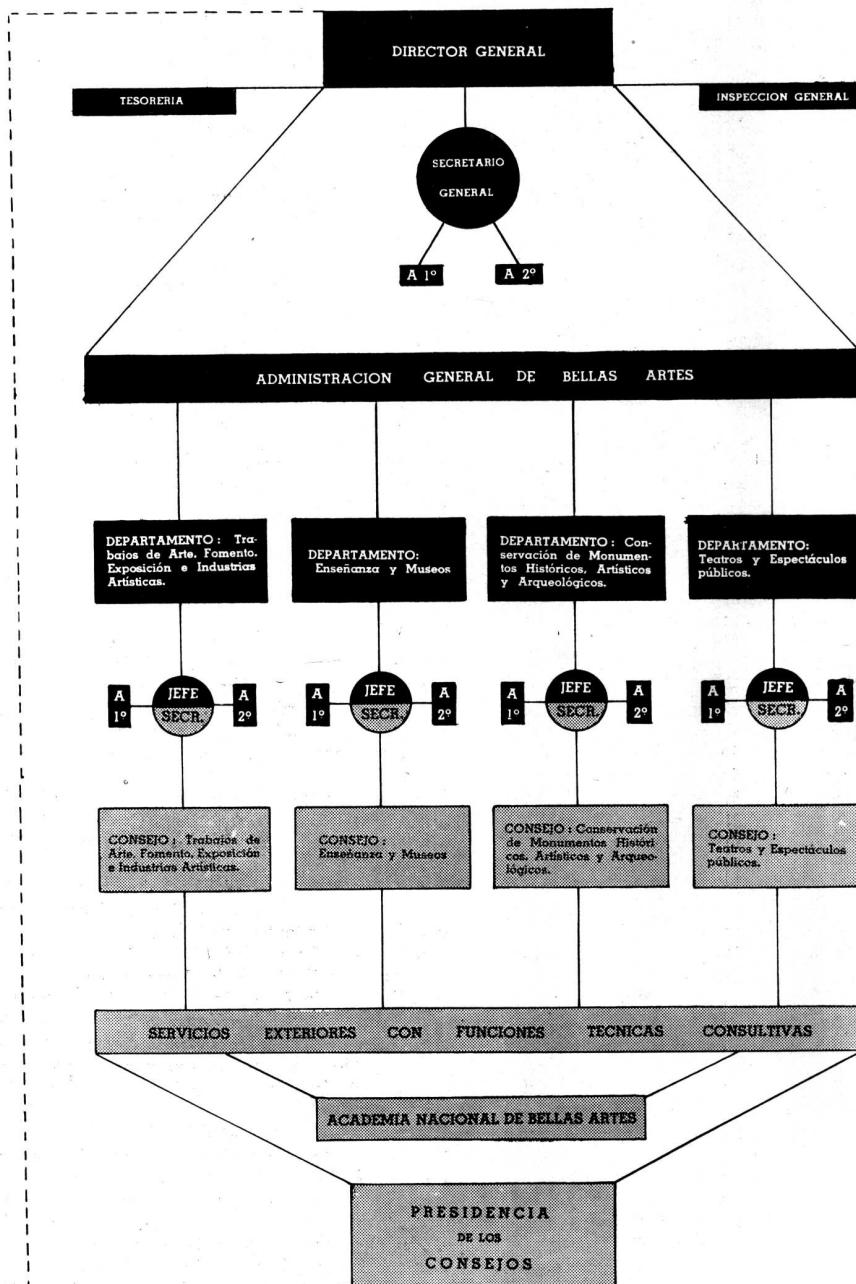 DIRECTOR GENERAL
TESORERIA
INSPECCION GENERAL
SECRETARIO
GENERAL
A 1º
A 2º
ADMINISTRACION GENERAL DE BELLAS ARTES
DEPARTAMENTO: Tra-
bajos de Arte. Fomento.
Exposición e Industrias
Artísticas.
DEPARTAMENTO:
Enseñanza y Museos
DEPARTAMENTO: Con-
servación de Monumen-
tos Históricos, Artísticos
y Arqueológicos.
DEPARTAMENTO:
Teatros y Espectáculos
públicos.
A
1º
JEFE
SECR.
A
2º
A
1º
JEFE
SECR.
A
2º
A
1º
JEFE
SECR.
A
2º
A
1º
JEFE
SECR.
A
2º
CONSEJO: Trabajos de
Arte. Fomento. Exposición
e Industrias Artísticas.
CONSEJO:
Enseñanza y Museos
CONSEJO: Conservación
de Monumentos Históri
cos. Artísticos y Arqueo-
lógicos.
CONSEJO:
Teatros y Espectáculos
públicos.
SERVICIOS EXTERIORES CON FUNCIONES TECNICAS CONSULTIVAS
ACADEMIA NACIONAL DE BELLAS ARTES
PRESIDENCIA
DE LOS
CONSEJOS